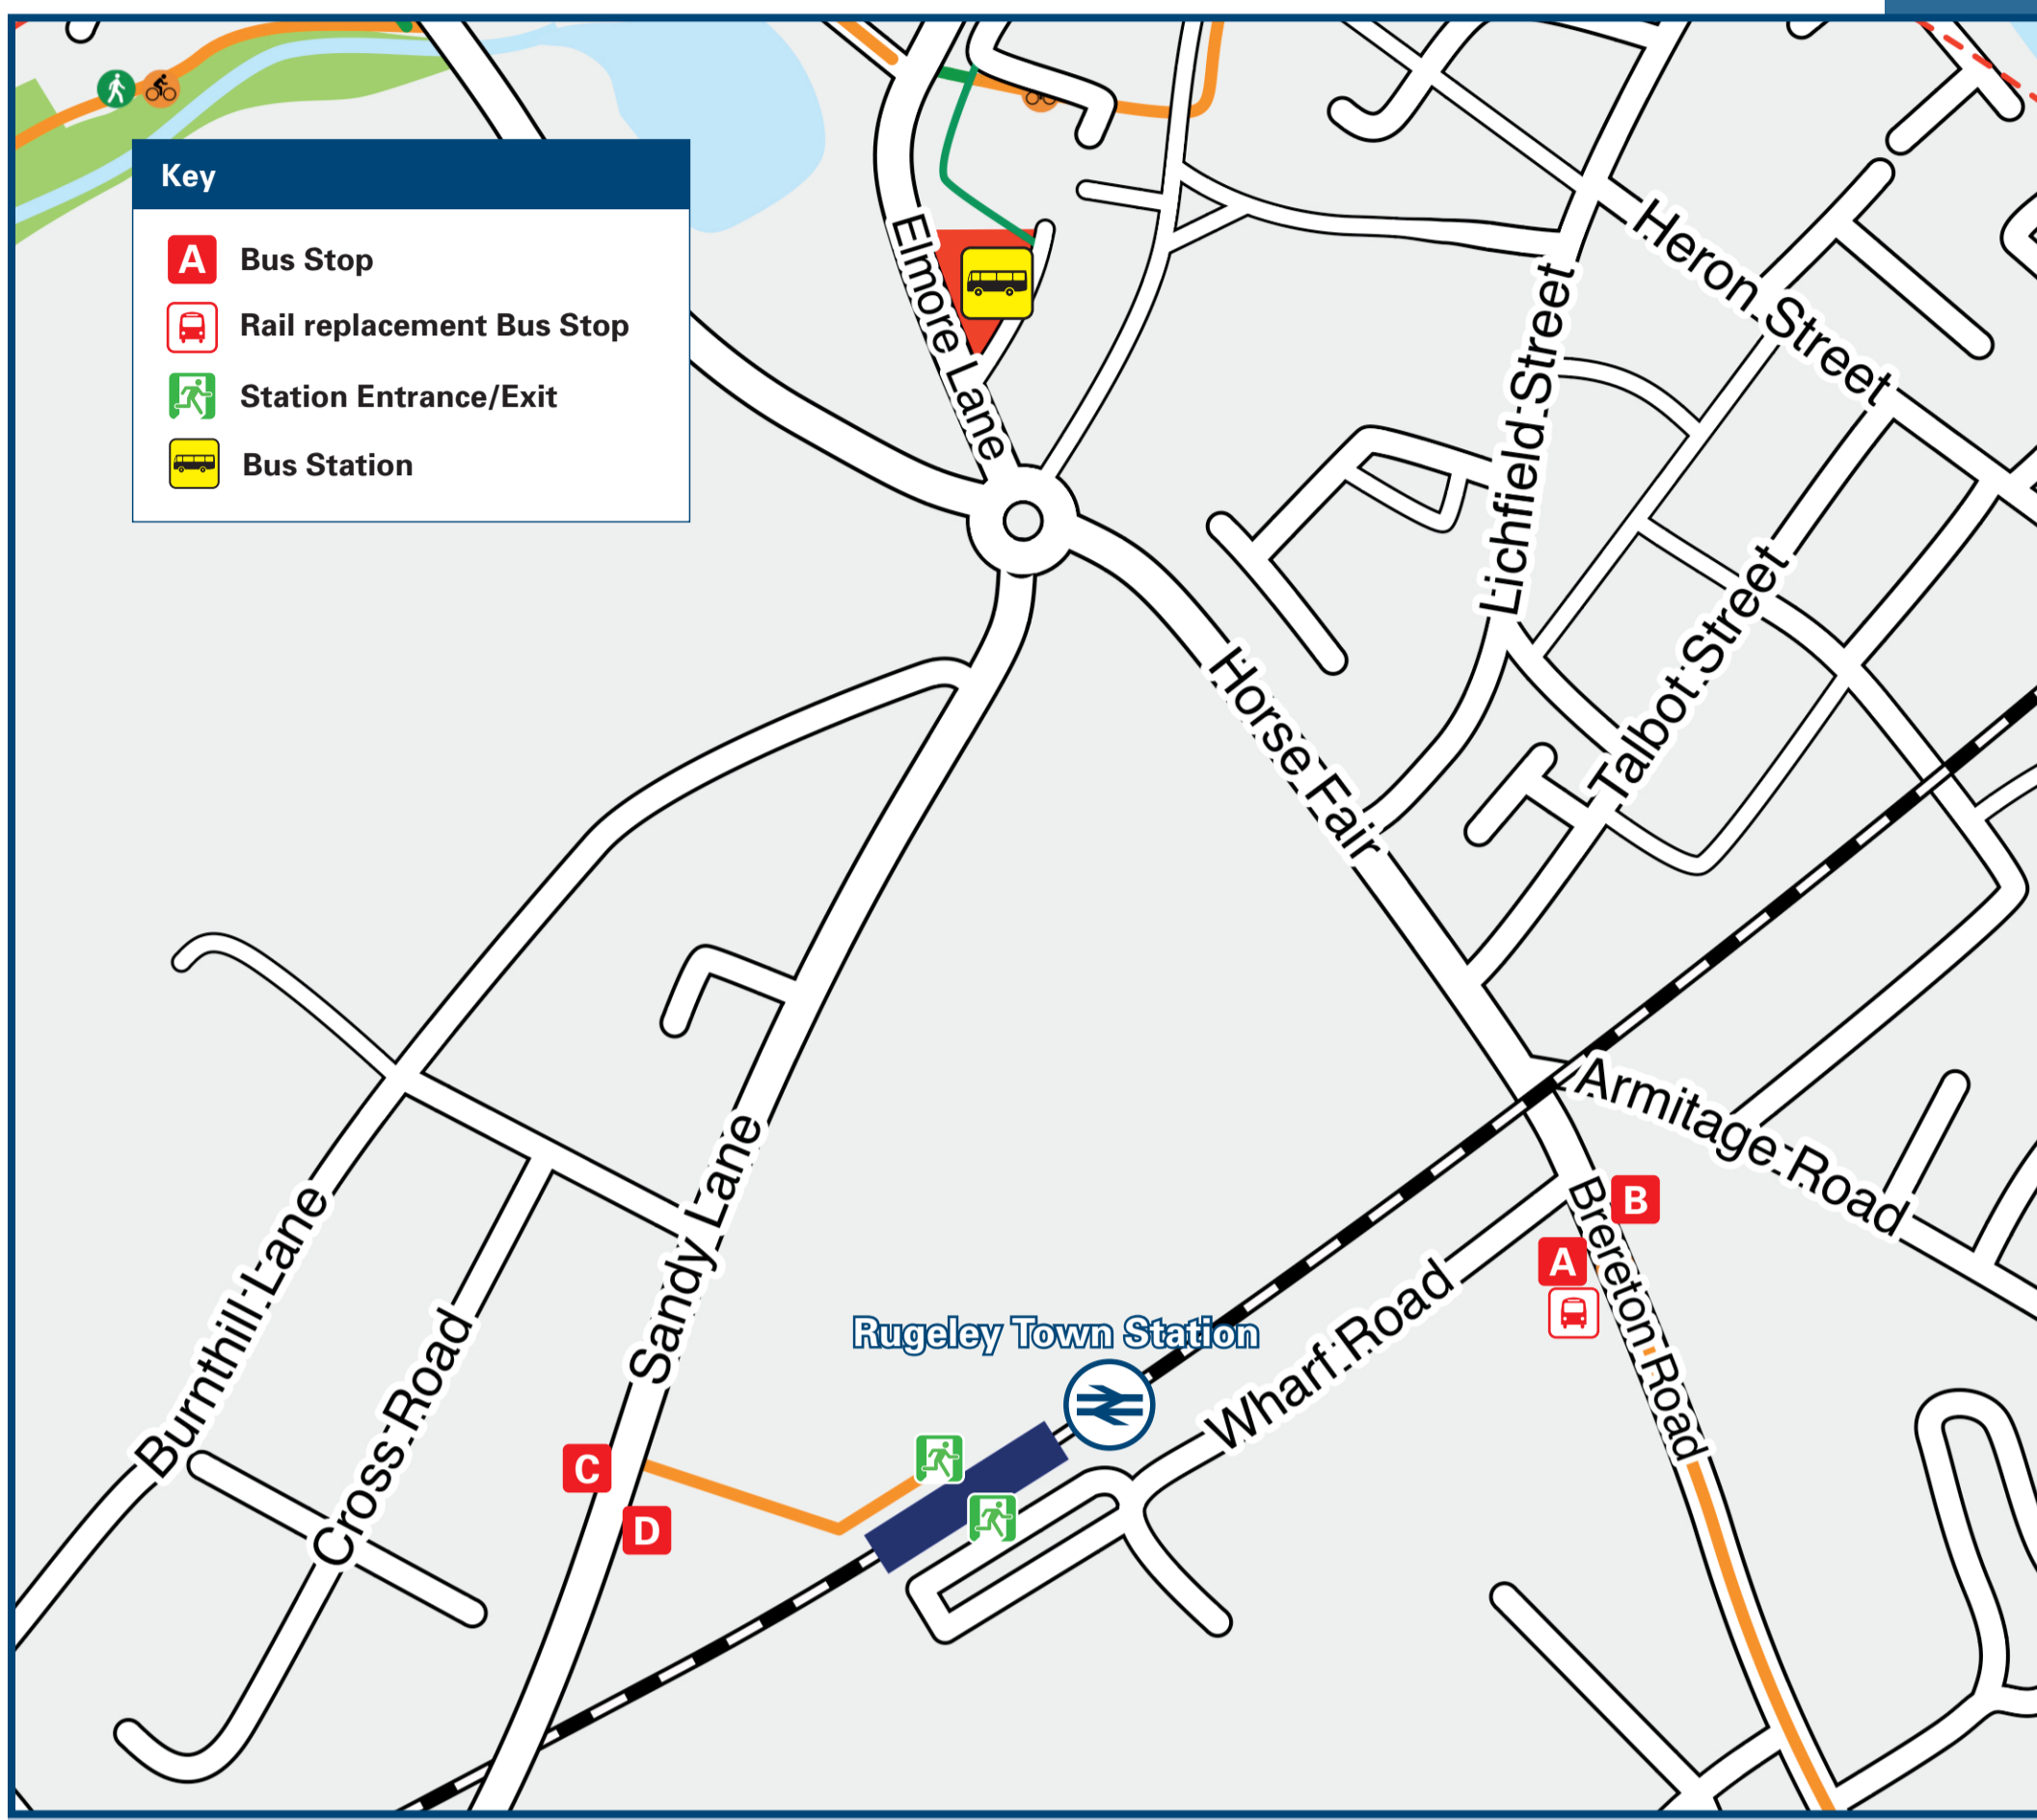 Key
A Bus Stop
Rail replacement Bus Stop
Station Entrance/Exit
Bus Station
Elmore Lane
Heron Street
Lichfield Street
Talbot Street
Horse Fair
Armitage Road
B
A
Brereton Road
Sandy Lane
Burnthill Lane
Cross Road
Rugeley Town Station
Wharf Road
C
D